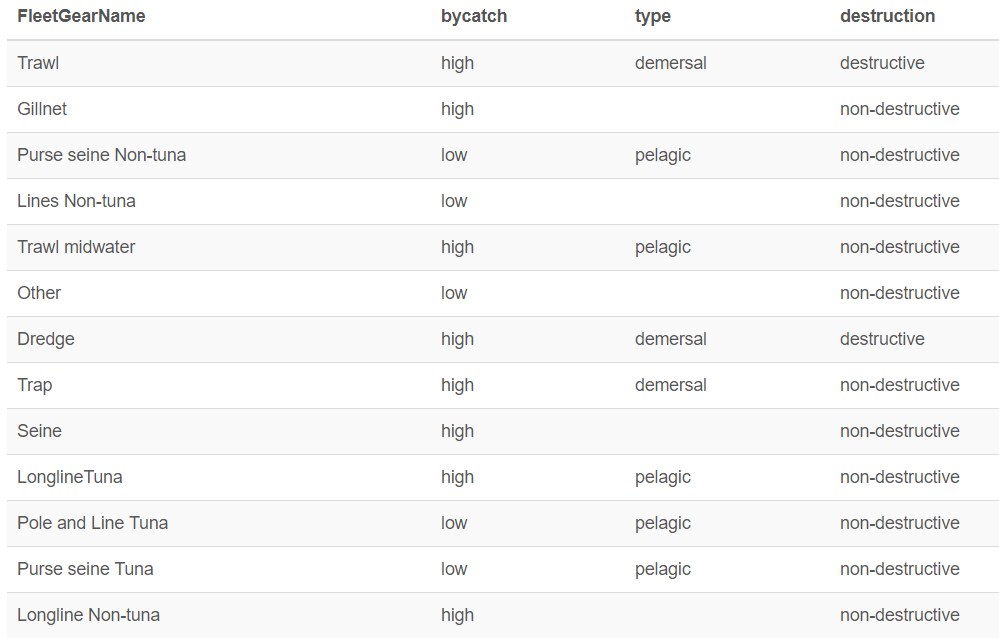 FleetGearName bycatch type destruction
Trawl high demersal destructive
Gillnet high non-destructive
Purse seine Non-tuna low pelagic non-destructive
Lines Non-tuna low non-destructive
Trawl midwater high pelagic non-destructive
Other low non-destructive
Dredge high demersal destructive
Trap high demersal non-destructive
Seine high non-destructive
LonglineTuna high pelagic non-destructive
Pole and Line Tuna low pelagic non-destructive
Purse seine Tuna low pelagic non-destructive
Longline Non-tuna high non-destructive